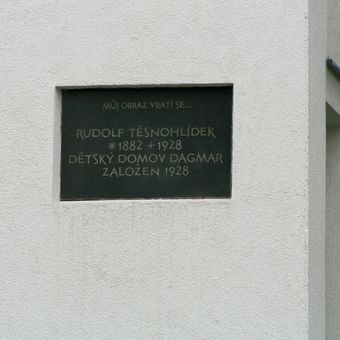 MŮJ OBRAZ VRÁTÍ SE...
RUDOLF TĚSNOHLÍDEK
* 1882 + 1928
DĚTSKÝ DOMOV DAGMAR
ZALOŽEN 1928